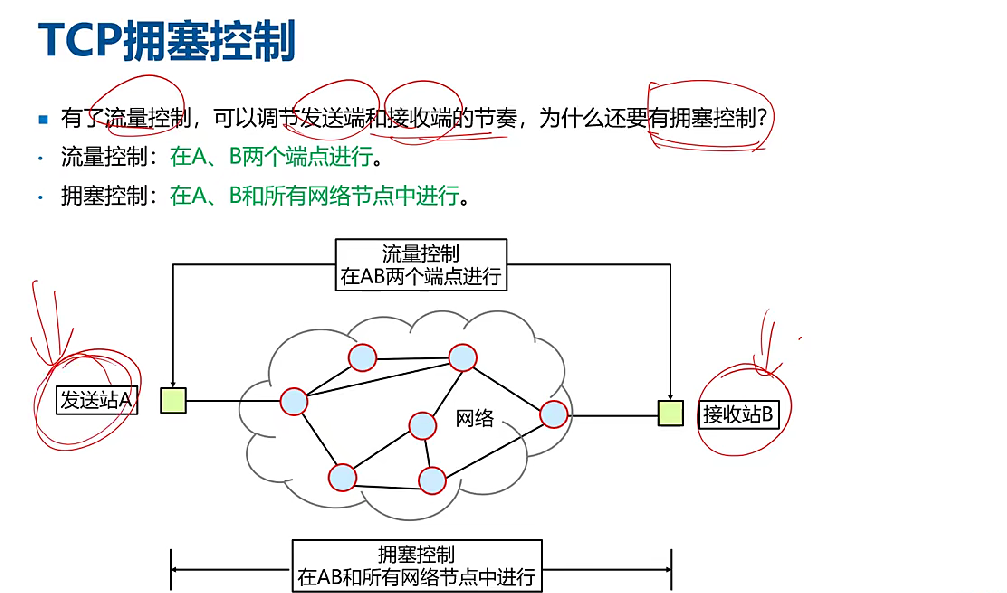 TCP拥塞控制
有了流量控制，可以调节发送端和接收端的节奏，为什么还要有拥塞控制？
流量控制：在A、B两个端点进行。
拥塞控制：在A、B和所有网络节点中进行。
流量控制
在AB两个端点进行
发送站A
网络
接收站B
拥塞控制
在AB和所有网络节点中进行